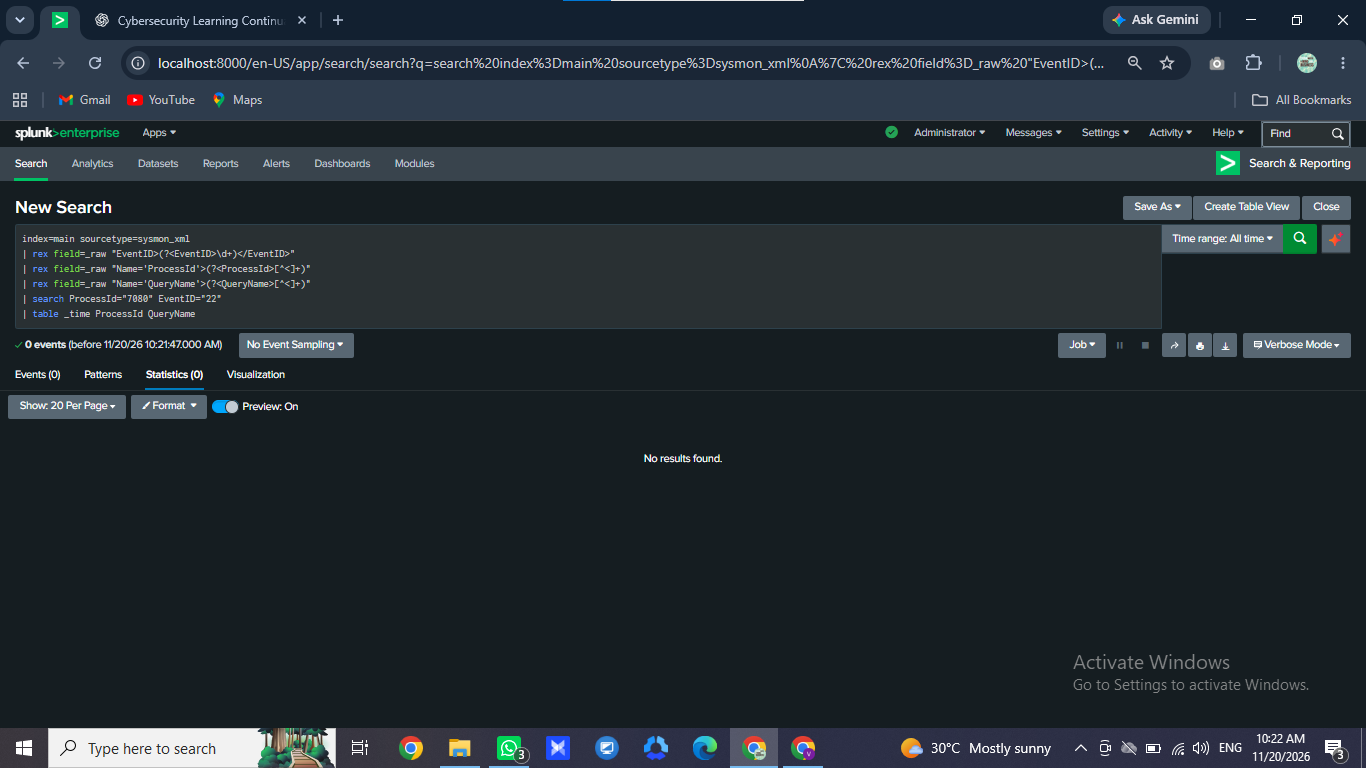 Cybersecurity Learning Continu
Ask Gemini
localhost:8000/en-US/app/search/search?q=search%20index%3Dmain%20sourcetype%3Dsysmon_xml%0A%7C%20rex%20field%3D_raw%20"EventID>(...
Gmail
YouTube
Maps
All Bookmarks
splunk>enterprise
Apps
Administrator
Messages
Settings
Activity
Help
Find
Search
Analytics
Datasets
Reports
Alerts
Dashboards
Modules
Search & Reporting
New Search
Save As
Create Table View
Close
index=main sourcetype=sysmon_xml
| rex field=_raw "EventID>(?<EventID>\d+)</EventID>"
| rex field=_raw "Name='ProcessId'>(?<ProcessId>[^<]+)"
| rex field=_raw "Name='QueryName'>(?<QueryName>[^<]+)"
| search ProcessId="7080" EventID="22"
| table _time ProcessId QueryName
Time range: All time
0 events (before 11/20/26 10:21:47.000 AM)
No Event Sampling
Job
Verbose Mode
Events (0)
Patterns
Statistics (0)
Visualization
Show: 20 Per Page
Format
Preview: On
No results found.
Activate Windows
Go to Settings to activate Windows.
Type here to search
3
30°C Mostly sunny
ENG
10:22 AM
11/20/2026
3